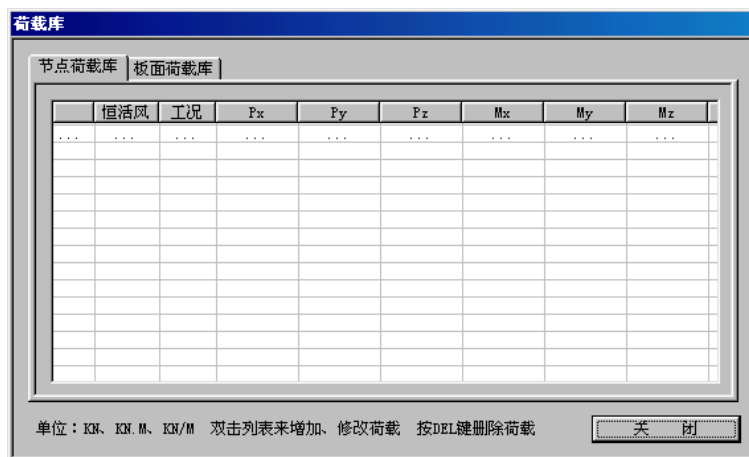 荷载库
节点荷载库 板面荷载库
恒活风 工况 Px Py Pz Mx My Mz
... ... ... ... ... ... ... ... ...
单位：KN、KN.M、KN/M 双击列表来增加、修改荷载 按DEL键删除荷载 关 闭